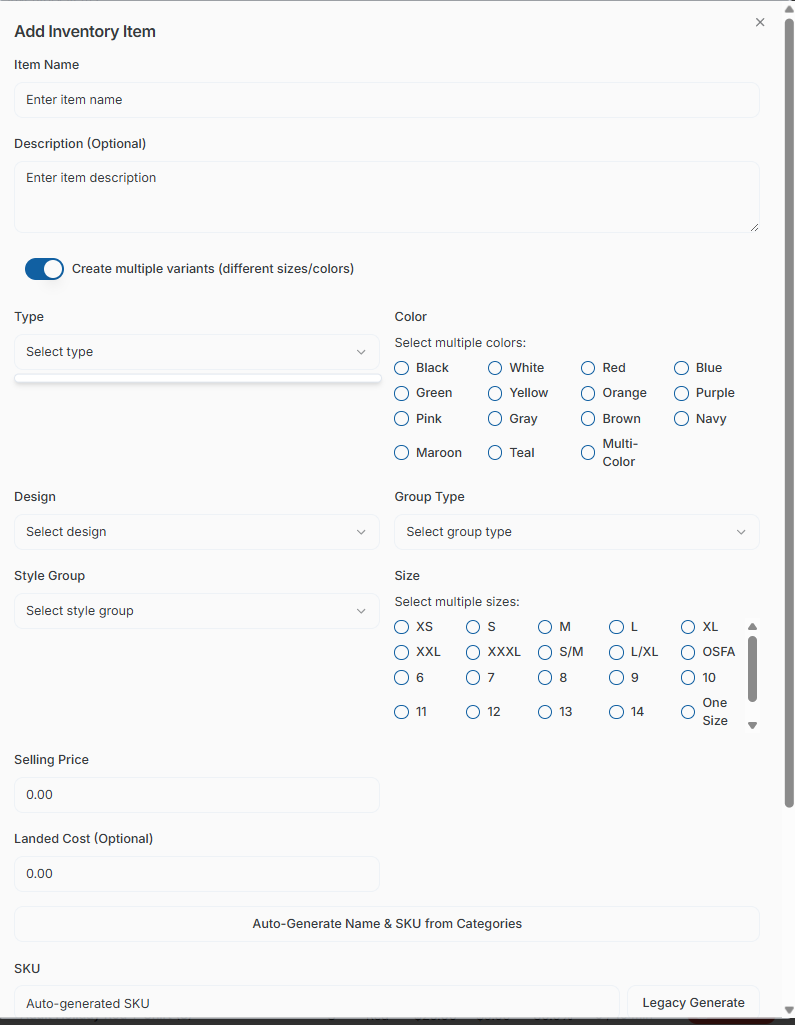 Add Inventory Item
Item Name
Enter item name
Description (Optional)
Enter item description
Create multiple variants (different sizes/colors)
Type
Select type
Color
Select multiple colors:
Black White Red Blue
Green Yellow Orange Purple
Pink Gray Brown Navy
Maroon Teal Multi-
Color
Design
Select design
Group Type
Select group type
Style Group
Select style group
Size
Select multiple sizes:
XS S M L XL
XXL XXXL S/M L/XL OSFA
6 7 8 9 10
11 12 13 14 One
Size
Selling Price
0.00
Landed Cost (Optional)
0.00
Auto-Generate Name & SKU from Categories
SKU
Auto-generated SKU
Legacy Generate